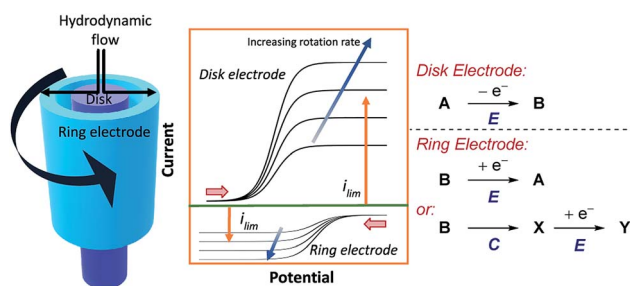 Hydrodynamic
flow
Disk
Ring electrode
Current
Increasing rotation rate
Disk electrode
i_lim
i_lim
Ring electrode
Potential
Disk Electrode:
A − e⁻ B
E
Ring Electrode:
B + e⁻ A
E
or:
B X + e⁻ Y
C E